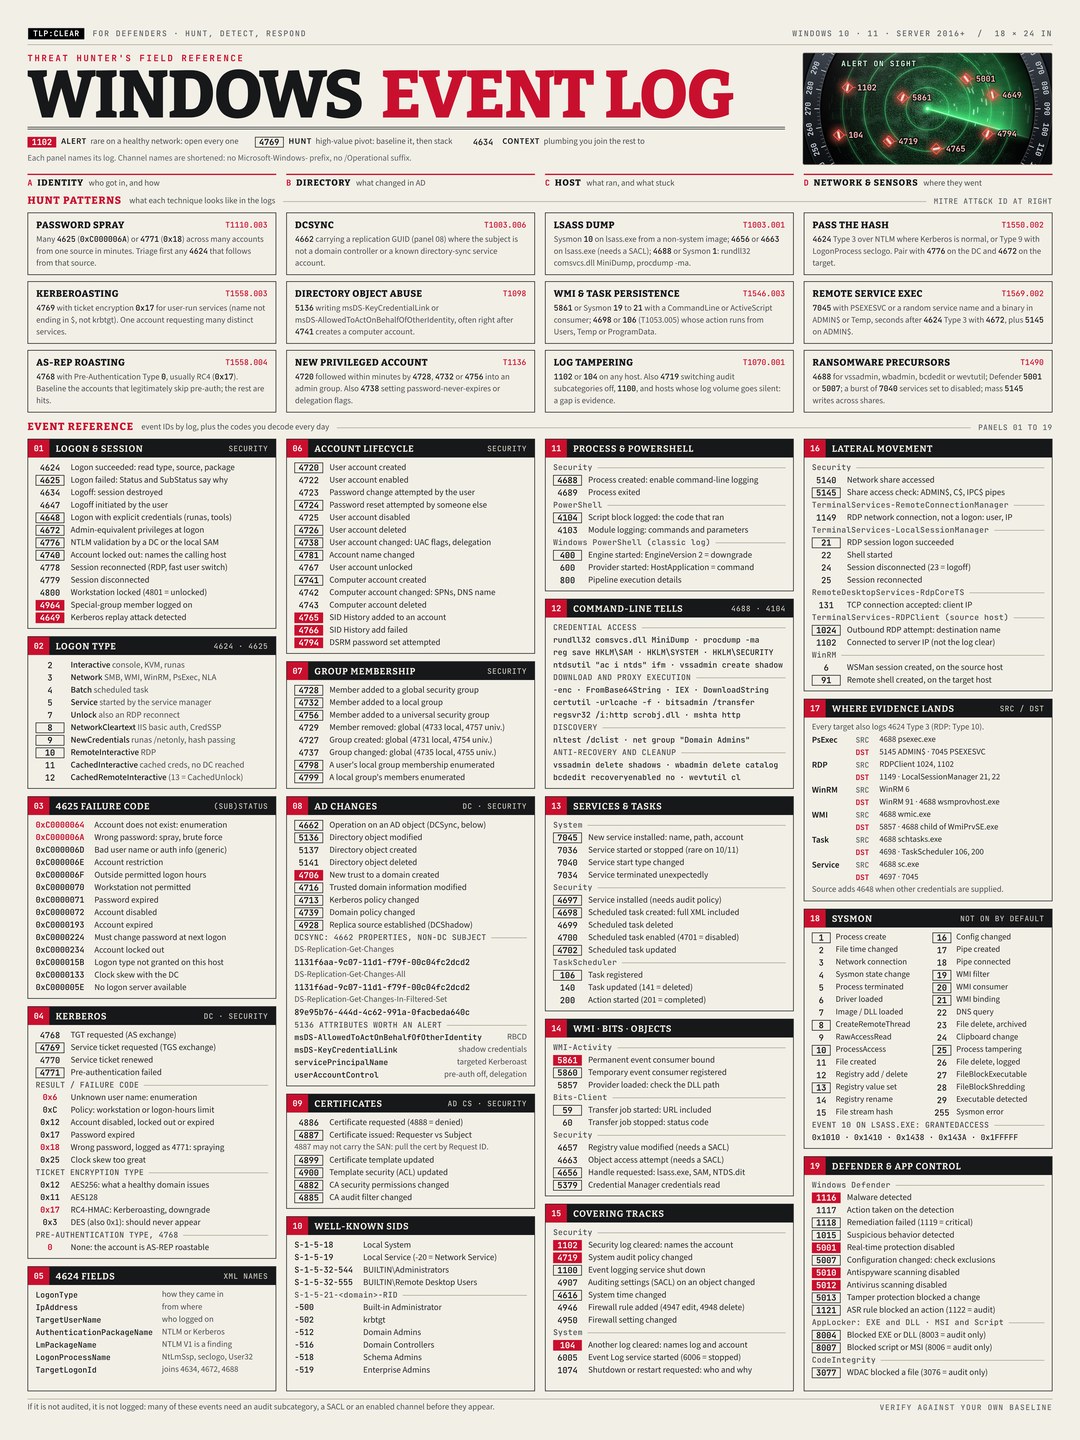 TLP:CLEAR FOR DEFENDERS · HUNT, DETECT, RESPOND
WINDOWS 10 · 11 · SERVER 2016+ / 18 × 24 IN
THREAT HUNTER'S FIELD REFERENCE
WINDOWS EVENT LOG
ALERT ON SIGHT
290
280
270
260
250
070
080
090
100
110
1102
5861
5001
4649
104
4719
4765
4794
1102 ALERT rare on a healthy network: open every one
4769 HUNT high-value pivot: baseline it, then stack
4634 CONTEXT plumbing you join the rest to
Each panel names its log. Channel names are shortened: no Microsoft-Windows- prefix, no /Operational suffix.
A IDENTITY who got in, and how
B DIRECTORY what changed in AD
C HOST what ran, and what stuck
D NETWORK & SENSORS where they went
HUNT PATTERNS what each technique looks like in the logs
MITRE ATT&CK ID AT RIGHT
PASSWORD SPRAY T1110.003
Many 4625 (0xC000006A) or 4771 (0x18) across many accounts
from one source in minutes. Triage first any 4624 that follows
from that source.
DCSYNC T1003.006
4662 carrying a replication GUID (panel 08) where the subject is
not a domain controller or a known directory-sync service
account.
LSASS DUMP T1003.001
Sysmon 10 on lsass.exe from a non-system image; 4656 or 4663
on lsass.exe (needs a SACL); 4688 or Sysmon 1: rundll32
comsvcs.dll MiniDump, procdump -ma.
PASS THE HASH T1550.002
4624 Type 3 over NTLM where Kerberos is normal, or Type 9 with
LogonProcess seclogo. Pair with 4776 on the DC and 4672 on the
target.
KERBEROASTING T1558.003
4769 with ticket encryption 0x17 for user-run services (name not
ending in $, not krbtgt). One account requesting many distinct
services.
DIRECTORY OBJECT ABUSE T1098
5136 writing msDS-KeyCredentialLink or
msDS-AllowedToActOnBehalfOfOtherIdentity, often right after
4741 creates a computer account.
WMI & TASK PERSISTENCE T1546.003
5861 or Sysmon 19 to 21 with a CommandLine or ActiveScript
consumer; 4698 or 106 (T1053.005) whose action runs from
Users, Temp or ProgramData.
REMOTE SERVICE EXEC T1569.002
7045 with PSEXESVC or a random service name and a binary in
ADMIN$ or Temp, seconds after 4624 Type 3 with 4672, plus 5145
on ADMIN$.
AS-REP ROASTING T1558.004
4768 with Pre-Authentication Type 0, usually RC4 (0x17).
Baseline the accounts that legitimately skip pre-auth; the rest are
hits.
NEW PRIVILEGED ACCOUNT T1136
4720 followed within minutes by 4728, 4732 or 4756 into an
admin group. Also 4738 setting password-never-expires or
delegation flags.
LOG TAMPERING T1070.001
1102 or 104 on any host. Also 4719 switching audit
subcategories off, 1100, and hosts whose log volume goes silent:
a gap is evidence.
RANSOMWARE PRECURSORS T1490
4688 for vssadmin, wbadmin, bcdedit or wevtutil; Defender 5001
or 5007; a burst of 7040 services set to disabled; mass 5145
writes across shares.
EVENT REFERENCE event IDs by log, plus the codes you decode every day
PANELS 01 TO 19
01 LOGON & SESSION SECURITY
4624 Logon succeeded: read type, source, package
4625 Logon failed: Status and SubStatus say why
4634 Logoff: session destroyed
4647 Logoff initiated by the user
4648 Logon with explicit credentials (runas, tools)
4672 Admin-equivalent privileges at logon
4776 NTLM validation by a DC or the local SAM
4740 Account locked out: names the calling host
4778 Session reconnected (RDP, fast user switch)
4779 Session disconnected
4800 Workstation locked (4801 = unlocked)
4964 Special-group member logged on
4649 Kerberos replay attack detected
02 LOGON TYPE 4624 · 4625
2 Interactive console, KVM, runas
3 Network SMB, WMI, WinRM, PsExec, NLA
4 Batch scheduled task
5 Service started by the service manager
7 Unlock also an RDP reconnect
8 NetworkCleartext IIS basic auth, CredSSP
9 NewCredentials runas /netonly, hash passing
10 RemoteInteractive RDP
11 CachedInteractive cached creds, no DC reached
12 CachedRemoteInteractive (13 = CachedUnlock)
03 4625 FAILURE CODE (SUB)STATUS
0xC0000064 Account does not exist: enumeration
0xC000006A Wrong password: spray, brute force
0xC000006D Bad user name or auth info (generic)
0xC000006E Account restriction
0xC000006F Outside permitted logon hours
0xC0000070 Workstation not permitted
0xC0000071 Password expired
0xC0000072 Account disabled
0xC0000193 Account expired
0xC0000224 Must change password at next logon
0xC0000234 Account locked out
0xC000015B Logon type not granted on this host
0xC0000133 Clock skew with the DC
0xC000005E No logon server available
04 KERBEROS DC · SECURITY
4768 TGT requested (AS exchange)
4769 Service ticket requested (TGS exchange)
4770 Service ticket renewed
4771 Pre-authentication failed
RESULT / FAILURE CODE
0x6 Unknown user name: enumeration
0xC Policy: workstation or logon-hours limit
0x12 Account disabled, locked out or expired
0x17 Password expired
0x18 Wrong password, logged as 4771: spraying
0x25 Clock skew too great
TICKET ENCRYPTION TYPE
0x12 AES256: what a healthy domain issues
0x11 AES128
0x17 RC4-HMAC: Kerberoasting, downgrade
0x3 DES (also 0x1): should never appear
PRE-AUTHENTICATION TYPE, 4768
0 None: the account is AS-REP roastable
05 4624 FIELDS XML NAMES
LogonType how they came in
IpAddress from where
TargetUserName who logged on
AuthenticationPackageName NTLM or Kerberos
LmPackageName NTLM V1 is a finding
LogonProcessName NtLmSsp, seclogo, User32
TargetLogonId joins 4634, 4672, 4688
06 ACCOUNT LIFECYCLE SECURITY
4720 User account created
4722 User account enabled
4723 Password change attempted by the user
4724 Password reset attempted by someone else
4725 User account disabled
4726 User account deleted
4738 User account changed: UAC flags, delegation
4781 Account name changed
4767 User account unlocked
4741 Computer account created
4742 Computer account changed: SPNs, DNS name
4743 Computer account deleted
4765 SID History added to an account
4766 SID History add failed
4794 DSRM password set attempted
07 GROUP MEMBERSHIP SECURITY
4728 Member added to a global security group
4732 Member added to a local group
4756 Member added to a universal security group
4729 Member removed: global (4733 local, 4757 univ.)
4727 Group created: global (4731 local, 4754 univ.)
4737 Group changed: global (4735 local, 4755 univ.)
4798 A user's local group membership enumerated
4799 A local group's members enumerated
08 AD CHANGES DC · SECURITY
4662 Operation on an AD object (DCSync, below)
5136 Directory object modified
5137 Directory object created
5141 Directory object deleted
4706 New trust to a domain created
4716 Trusted domain information modified
4713 Kerberos policy changed
4739 Domain policy changed
4928 Replica source established (DCShadow)
DCSYNC: 4662 PROPERTIES, NON-DC SUBJECT
DS-Replication-Get-Changes
1131f6aa-9c07-11d1-f79f-00c04fc2dcd2
DS-Replication-Get-Changes-All
1131f6ad-9c07-11d1-f79f-00c04fc2dcd2
DS-Replication-Get-Changes-In-Filtered-Set
89e95b76-444d-4c62-991a-0facbeda640c
5136 ATTRIBUTES WORTH AN ALERT
msDS-AllowedToActOnBehalfOfOtherIdentity RBCD
msDS-KeyCredentialLink shadow credentials
servicePrincipalName targeted Kerberoast
userAccountControl pre-auth off, delegation
09 CERTIFICATES AD CS · SECURITY
4886 Certificate requested (4888 = denied)
4887 Certificate issued: Requester vs Subject
4887 may not carry the SAN: pull the cert by Request ID.
4899 Certificate template updated
4900 Template security (ACL) updated
4882 CA security permissions changed
4885 CA audit filter changed
10 WELL-KNOWN SIDS
S-1-5-18 Local System
S-1-5-19 Local Service (-20 = Network Service)
S-1-5-32-544 BUILTIN\Administrators
S-1-5-32-555 BUILTIN\Remote Desktop Users
S-1-5-21-<domain>-RID
-500 Built-in Administrator
-502 krbtgt
-512 Domain Admins
-516 Domain Controllers
-518 Schema Admins
-519 Enterprise Admins
11 PROCESS & POWERSHELL
Security
4688 Process created: enable command-line logging
4689 Process exited
PowerShell
4104 Script block logged: the code that ran
4103 Module logging: commands and parameters
Windows PowerShell (classic log)
400 Engine started: EngineVersion 2 = downgrade
600 Provider started: HostApplication = command
800 Pipeline execution details
12 COMMAND-LINE TELLS 4688 · 4104
CREDENTIAL ACCESS
rundll32 comsvcs.dll MiniDump · procdump -ma
reg save HKLM\SAM · HKLM\SYSTEM · HKLM\SECURITY
ntdsutil "ac i ntds" ifm · vssadmin create shadow
DOWNLOAD AND PROXY EXECUTION
-enc · FromBase64String · IEX · DownloadString
certutil -urlcache -f · bitsadmin /transfer
regsvr32 /i:http scrobj.dll · mshta http
DISCOVERY
nltest /dclist · net group "Domain Admins"
ANTI-RECOVERY AND CLEANUP
vssadmin delete shadows · wbadmin delete catalog
bcdedit recoveryenabled no · wevtutil cl
13 SERVICES & TASKS
System
7045 New service installed: name, path, account
7036 Service started or stopped (rare on 10/11)
7040 Service start type changed
7034 Service terminated unexpectedly
Security
4697 Service installed (needs audit policy)
4698 Scheduled task created: full XML included
4699 Scheduled task deleted
4700 Scheduled task enabled (4701 = disabled)
4702 Scheduled task updated
TaskScheduler
106 Task registered
140 Task updated (141 = deleted)
200 Action started (201 = completed)
14 WMI · BITS · OBJECTS
WMI-Activity
5861 Permanent event consumer bound
5860 Temporary event consumer registered
5857 Provider loaded: check the DLL path
Bits-Client
59 Transfer job started: URL included
60 Transfer job stopped: status code
Security
4657 Registry value modified (needs a SACL)
4663 Object access attempt (needs a SACL)
4656 Handle requested: lsass.exe, SAM, NTDS.dit
5379 Credential Manager credentials read
15 COVERING TRACKS
Security
1102 Security log cleared: names the account
4719 System audit policy changed
1100 Event logging service shut down
4907 Auditing settings (SACL) on an object changed
4616 System time changed
4946 Firewall rule added (4947 edit, 4948 delete)
4950 Firewall setting changed
System
104 Another log cleared: names log and account
6005 Event Log service started (6006 = stopped)
1074 Shutdown or restart requested: who and why
16 LATERAL MOVEMENT
Security
5140 Network share accessed
5145 Share access check: ADMIN$, C$, IPC$ pipes
TerminalServices-RemoteConnectionManager
1149 RDP network connection, not a logon: user, IP
TerminalServices-LocalSessionManager
21 RDP session logon succeeded
22 Shell started
24 Session disconnected (23 = logoff)
25 Session reconnected
RemoteDesktopServices-RdpCoreTS
131 TCP connection accepted: client IP
TerminalServices-RDPClient (source host)
1024 Outbound RDP attempt: destination name
1102 Connected to server IP (not the log clear)
WinRM
6 WSMan session created, on the source host
91 Remote shell created, on the target host
17 WHERE EVIDENCE LANDS SRC / DST
Every target also logs 4624 Type 3 (RDP: Type 10).
PsExec SRC 4688 psexec.exe
DST 5145 ADMIN$ · 7045 PSEXESVC
RDP SRC RDPClient 1024, 1102
DST 1149 · LocalSessionManager 21, 22
WinRM SRC WinRM 6
DST WinRM 91 · 4688 wsmprovhost.exe
WMI SRC 4688 wmic.exe
DST 5857 · 4688 child of WmiPrvSE.exe
Task SRC 4688 schtasks.exe
DST 4698 · TaskScheduler 106, 200
Service SRC 4688 sc.exe
DST 4697 · 7045
Source adds 4648 when other credentials are supplied.
18 SYSMON NOT ON BY DEFAULT
1 Process create
2 File time changed
3 Network connection
4 Sysmon state change
5 Process terminated
6 Driver loaded
7 Image / DLL loaded
8 CreateRemoteThread
9 RawAccessRead
10 ProcessAccess
11 File created
12 Registry add / delete
13 Registry value set
14 Registry rename
15 File stream hash
16 Config changed
17 Pipe created
18 Pipe connected
19 WMI filter
20 WMI consumer
21 WMI binding
22 DNS query
23 File delete, archived
24 Clipboard change
25 Process tampering
26 File delete, logged
27 FileBlockExecutable
28 FileBlockShredding
29 Executable detected
255 Sysmon error
EVENT 10 ON LSASS.EXE: GRANTEDACCESS
0x1010 · 0x1410 · 0x1438 · 0x143A · 0x1FFFFF
19 DEFENDER & APP CONTROL
Windows Defender
1116 Malware detected
1117 Action taken on the detection
1118 Remediation failed (1119 = critical)
1015 Suspicious behavior detected
5001 Real-time protection disabled
5007 Configuration changed: check exclusions
5010 Antispyware scanning disabled
5012 Antivirus scanning disabled
5013 Tamper protection blocked a change
1121 ASR rule blocked an action (1122 = audit)
AppLocker: EXE and DLL · MSI and Script
8004 Blocked EXE or DLL (8003 = audit only)
8007 Blocked script or MSI (8006 = audit only)
CodeIntegrity
3077 WDAC blocked a file (3076 = audit only)
If it is not audited, it is not logged: many of these events need an audit subcategory, a SACL or an enabled channel before they appear.
VERIFY AGAINST YOUR OWN BASELINE